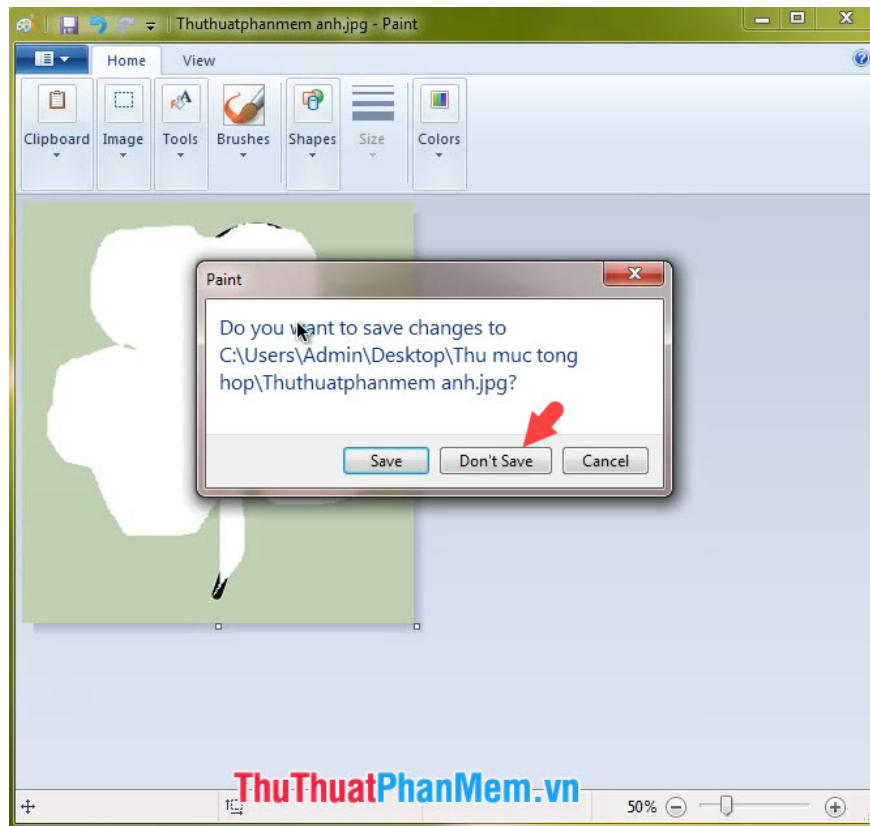 Thuthuatphanmem anh.jpg - Paint
Home View
Clipboard Image Tools Brushes Shapes Size Colors
Paint
Do you want to save changes to
C:\Users\Admin\Desktop\Thu muc tong
hop\Thuthuatphanmem anh.jpg?
Save Don't Save Cancel
ThuThuatPhanMem.vn
50%